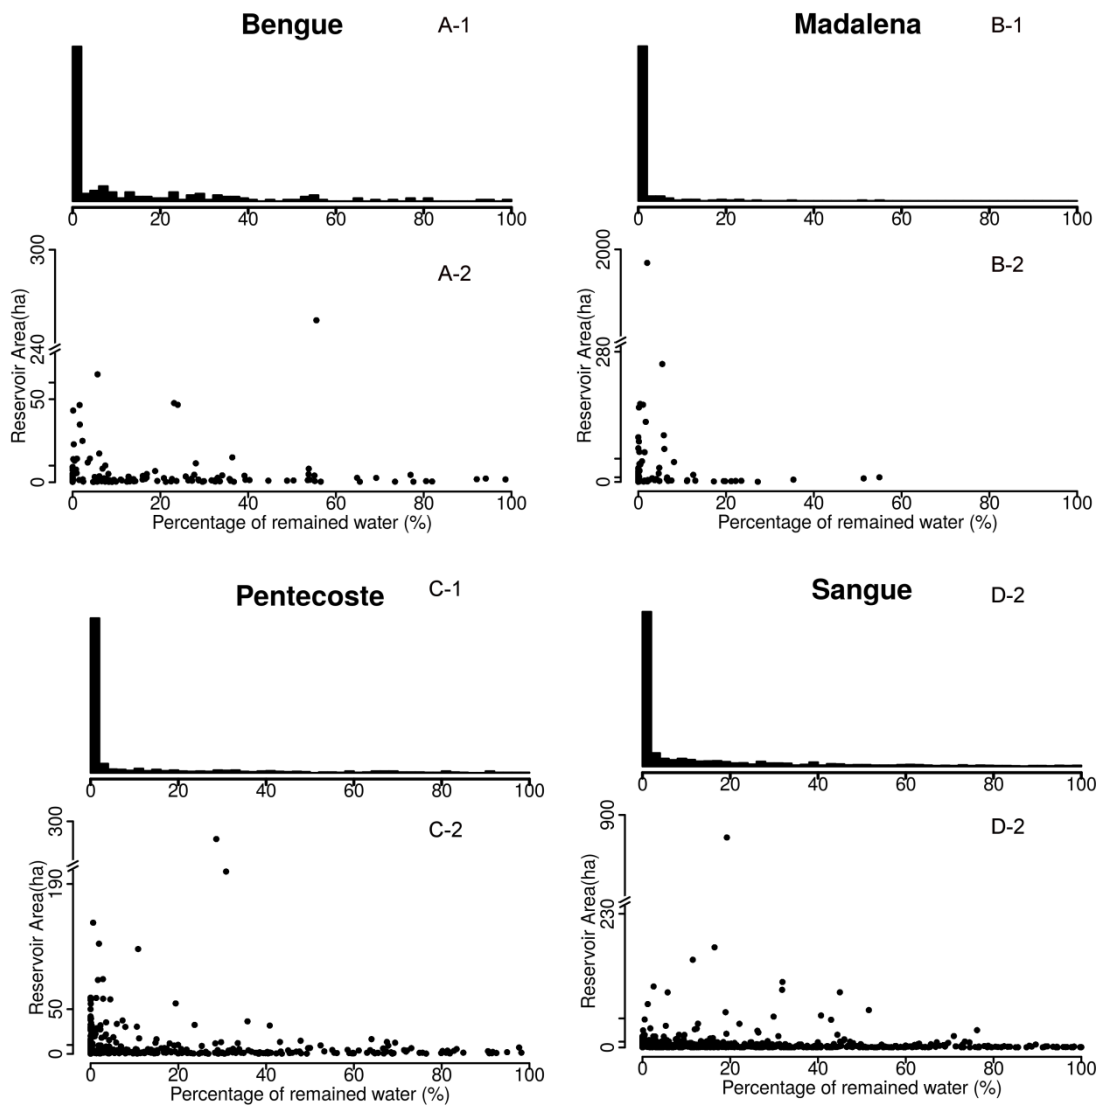 Bengue A-1
0 20 40 60 80 100
A-2
Reservoir Area(ha)
300
240
24
50
0
0 20 40 60 80 100
Percentage of remained water (%)
Madalena B-1
0 20 40 60 80 100
B-2
Reservoir Area(ha)
2000
280
0
0 20 40 60 80 100
Percentage of remained water (%)
Pentecoste C-1
0 20 40 60 80 100
C-2
Reservoir Area(ha)
300
190
50
0
0 20 40 60 80 100
Percentage of remained water (%)
Sangue D-2
0 20 40 60 80 100
D-2
Reservoir Area(ha)
900
230
0
0 20 40 60 80 100
Percentage of remained water (%)